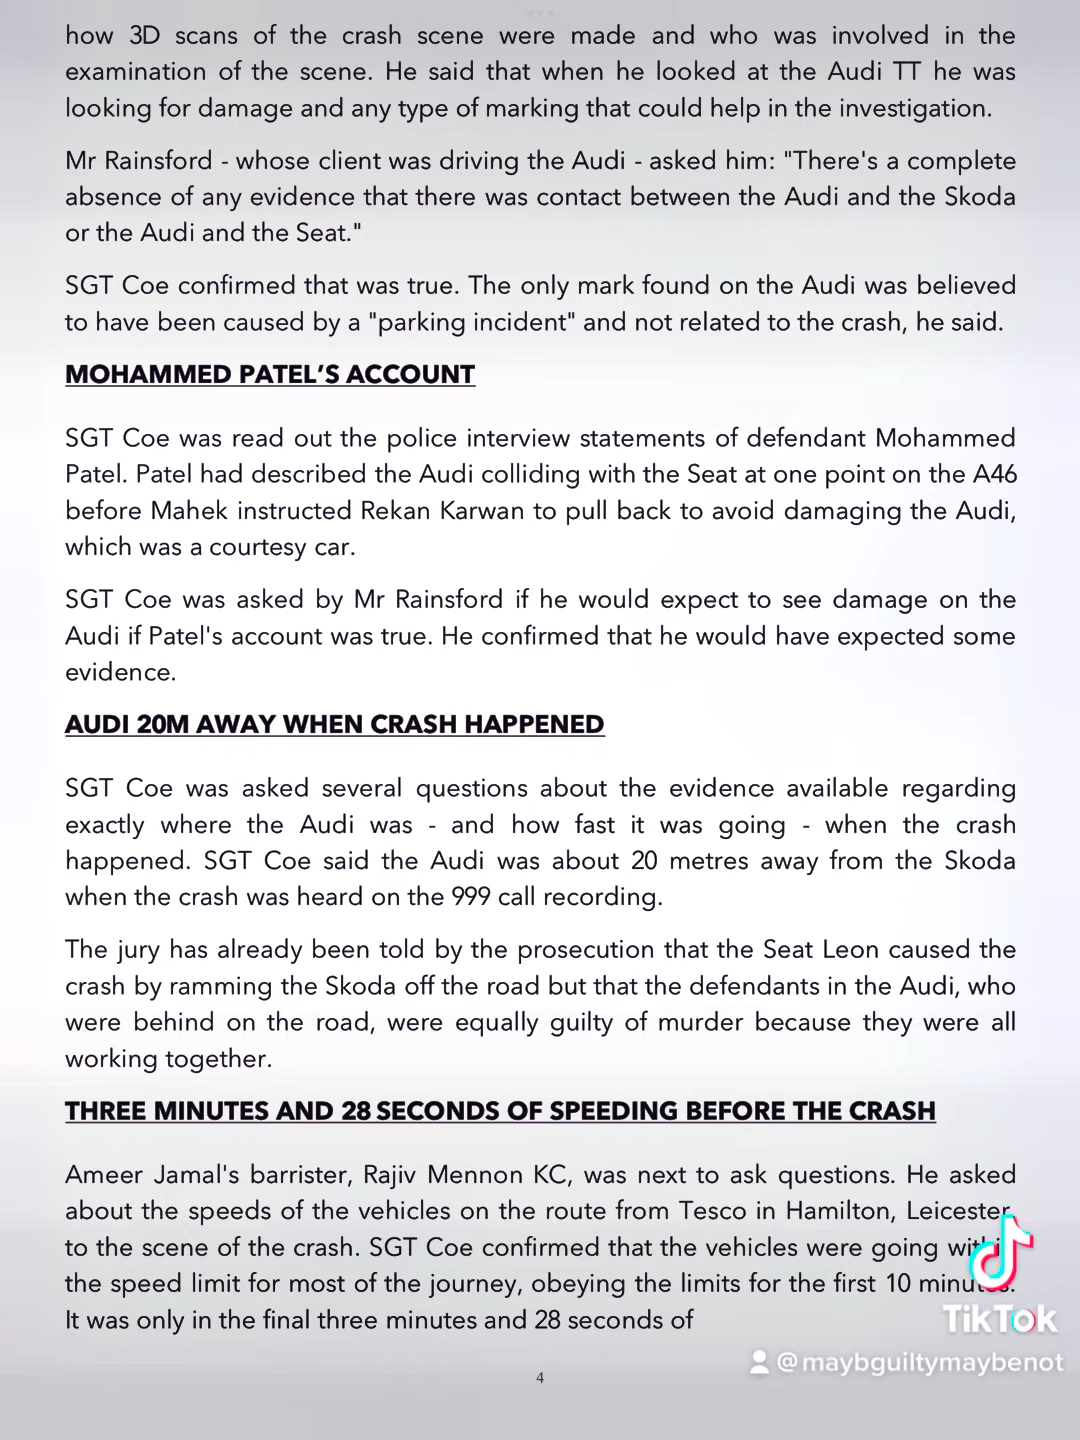 how 3D scans of the crash scene were made and who was involved in the
examination of the scene. He said that when he looked at the Audi TT he was
looking for damage and any type of marking that could help in the investigation.
Mr Rainsford - whose client was driving the Audi - asked him: "There's a complete
absence of any evidence that there was contact between the Audi and the Skoda
or the Audi and the Seat."
SGT Coe confirmed that was true. The only mark found on the Audi was believed
to have been caused by a "parking incident" and not related to the crash, he said.
MOHAMMED PATEL’S ACCOUNT
SGT Coe was read out the police interview statements of defendant Mohammed
Patel. Patel had described the Audi colliding with the Seat at one point on the A46
before Mahek instructed Rekan Karwan to pull back to avoid damaging the Audi,
which was a courtesy car.
SGT Coe was asked by Mr Rainsford if he would expect to see damage on the
Audi if Patel's account was true. He confirmed that he would have expected some
evidence.
AUDI 20M AWAY WHEN CRASH HAPPENED
SGT Coe was asked several questions about the evidence available regarding
exactly where the Audi was - and how fast it was going - when the crash
happened. SGT Coe said the Audi was about 20 metres away from the Skoda
when the crash was heard on the 999 call recording.
The jury has already been told by the prosecution that the Seat Leon caused the
crash by ramming the Skoda off the road but that the defendants in the Audi, who
were behind on the road, were equally guilty of murder because they were all
working together.
THREE MINUTES AND 28 SECONDS OF SPEEDING BEFORE THE CRASH
Ameer Jamal's barrister, Rajiv Mennon KC, was next to ask questions. He asked
about the speeds of the vehicles on the route from Tesco in Hamilton, Leicester,
to the scene of the crash. SGT Coe confirmed that the vehicles were going within
the speed limit for most of the journey, obeying the limits for the first 10 minutes.
It was only in the final three minutes and 28 seconds of
TikTok
@maybguiltymaybenot
4